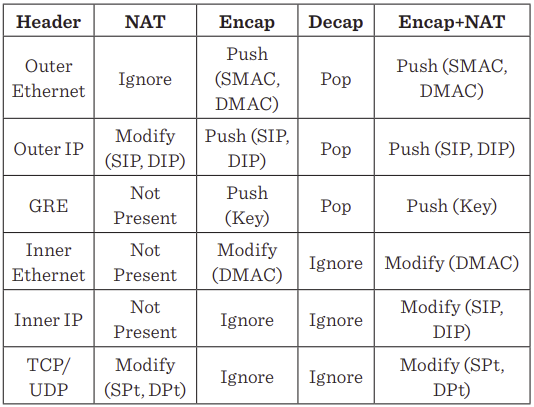 Header NAT Encap Decap Encap+NAT
Outer Ethernet Ignore Push (SMAC, DMAC) Pop Push (SMAC, DMAC)
Outer IP Modify (SIP, DIP) Push (SIP, DIP) Pop Push (SIP, DIP)
GRE Not Present Push (Key) Pop Push (Key)
Inner Ethernet Not Present Modify (DMAC) Ignore Modify (DMAC)
Inner IP Not Present Ignore Ignore Modify (SIP, DIP)
TCP/ UDP Modify (SPt, DPt) Ignore Ignore Modify (SPt, DPt)